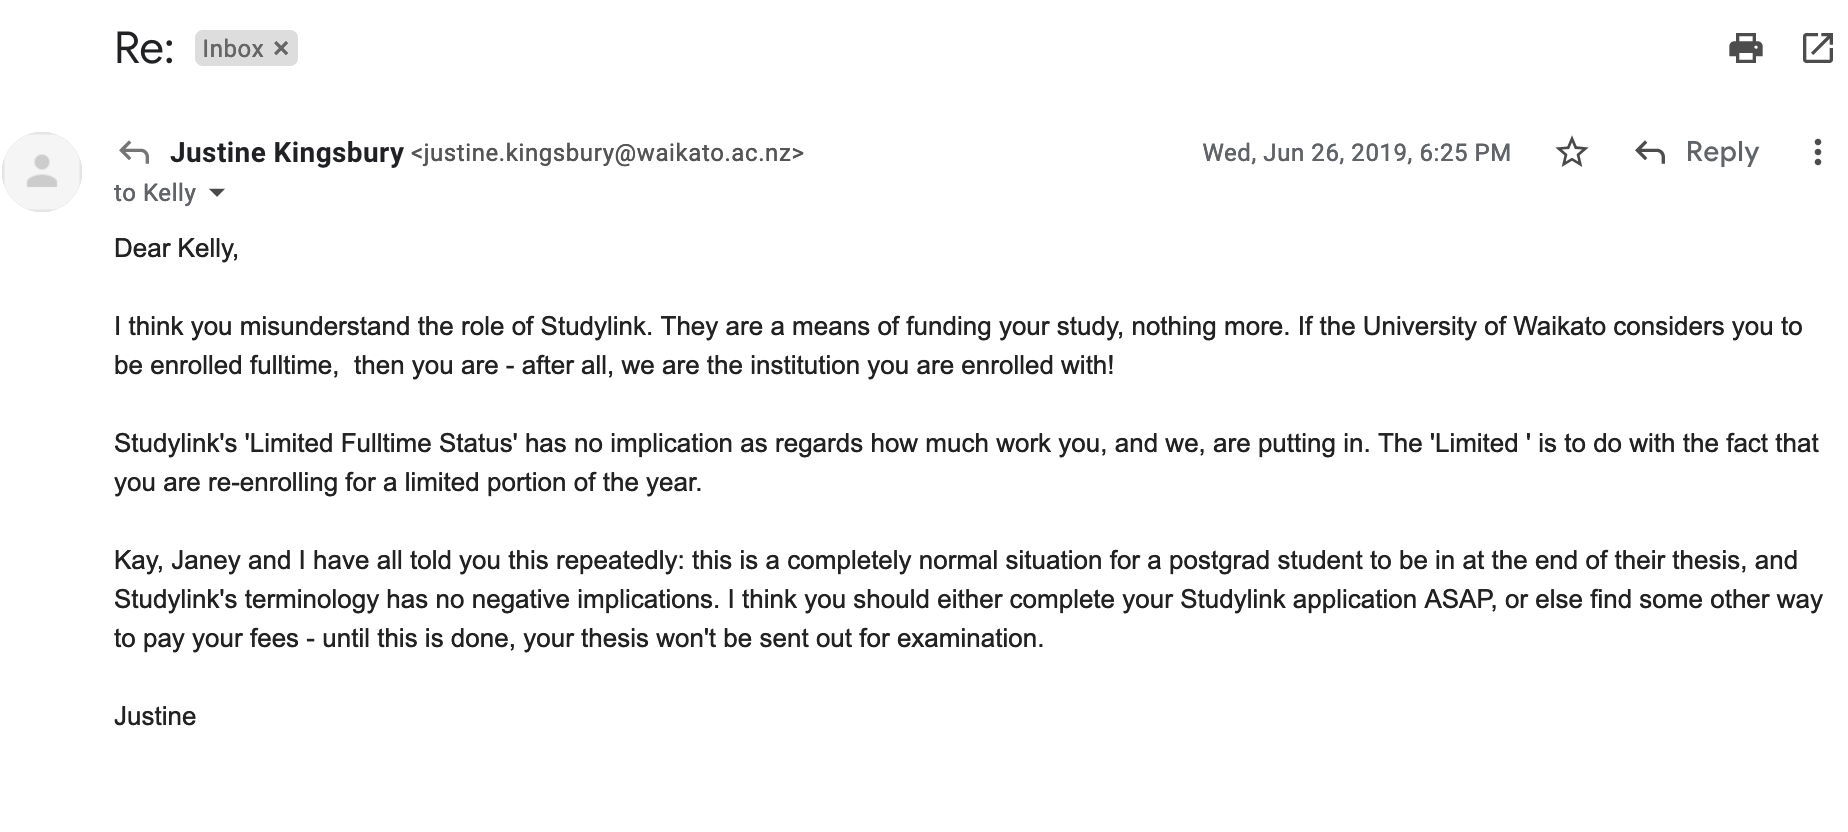 Re: Inbox ×
Justine Kingsbury <justine.kingsbury@waikato.ac.nz> Wed, Jun 26, 2019, 6:25 PM Reply
to Kelly
Dear Kelly,
I think you misunderstand the role of Studylink. They are a means of funding your study, nothing more. If the University of Waikato considers you to
be enrolled fulltime,  then you are - after all, we are the institution you are enrolled with!
Studylink's 'Limited Fulltime Status' has no implication as regards how much work you, and we, are putting in. The 'Limited ' is to do with the fact that
you are re-enrolling for a limited portion of the year.
Kay, Janey and I have all told you this repeatedly: this is a completely normal situation for a postgrad student to be in at the end of their thesis, and
Studylink's terminology has no negative implications. I think you should either complete your Studylink application ASAP, or else find some other way
to pay your fees - until this is done, your thesis won't be sent out for examination.
Justine